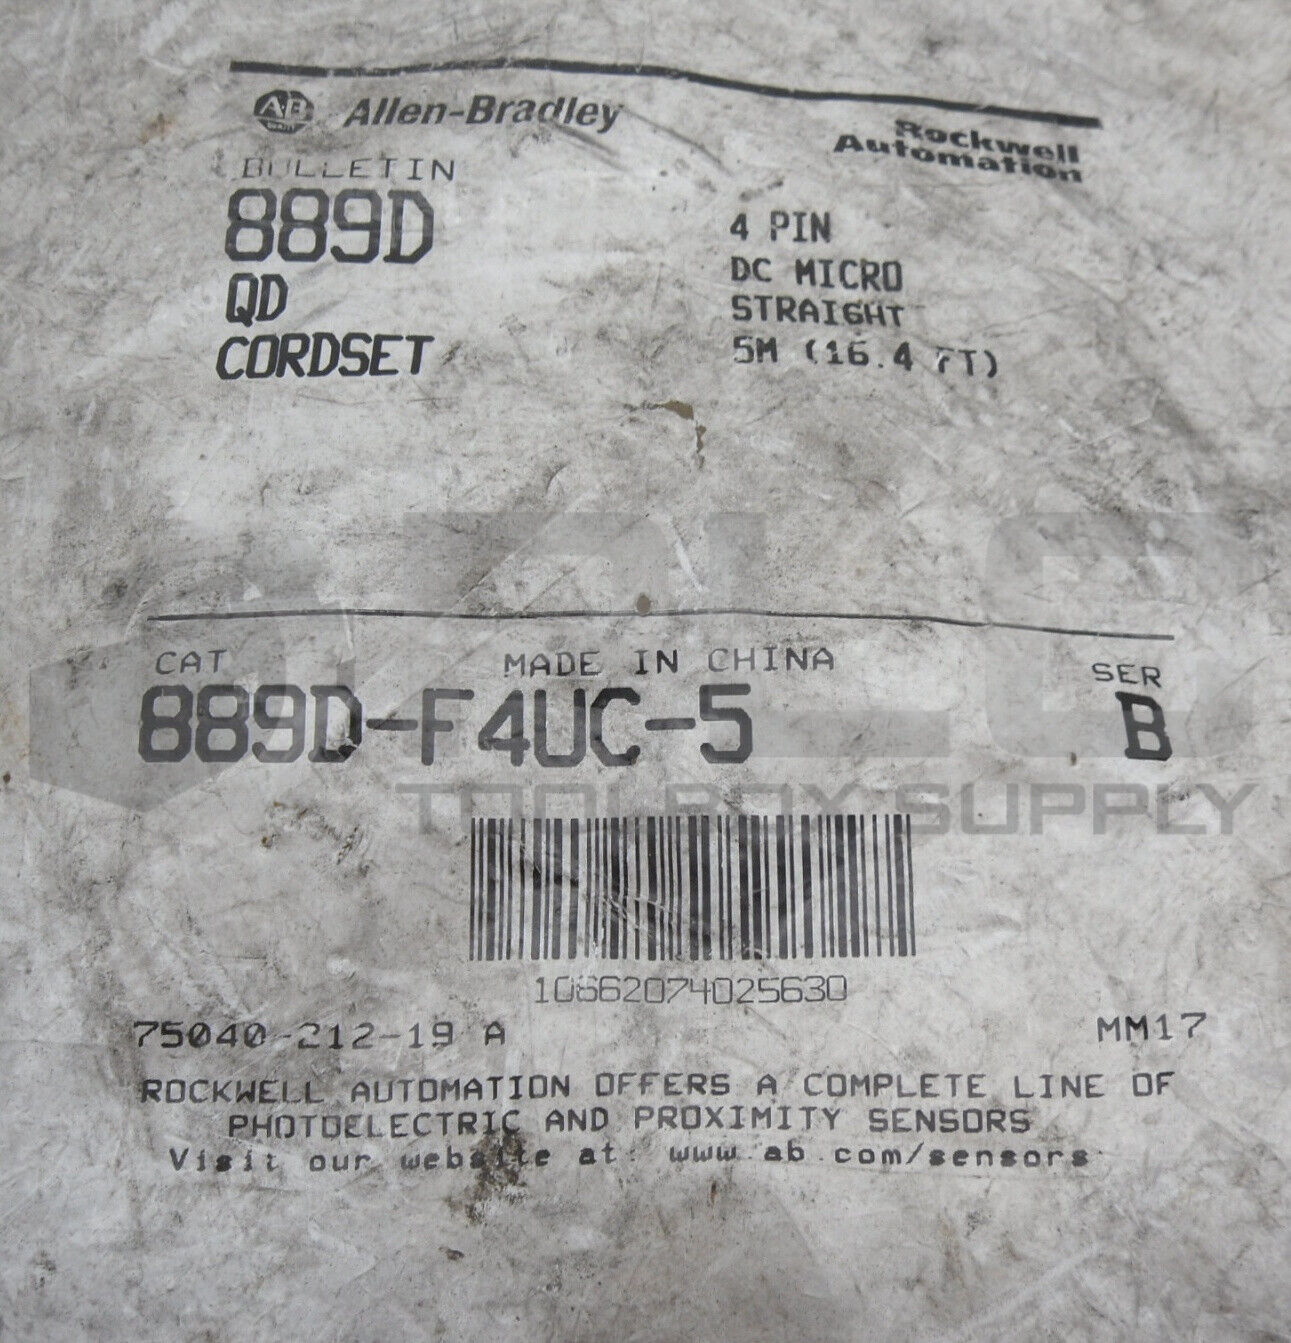 A-B Allen-Bradley
Rockwell
Automation
BULLETIN
889D
QD
CORDSET
4 PIN
DC MICRO
STRAIGHT
5M (16.4 FT)
CAT
MADE IN CHINA
SER
889D-F4UC-5
B
TOOLBOX SUPPLY
10662074025630
75040-212-19 A
MM17
ROCKWELL AUTOMATION OFFERS A COMPLETE LINE OF
PHOTOELECTRIC AND PROXIMITY SENSORS
Visit our website at: www.ab.com/sensors